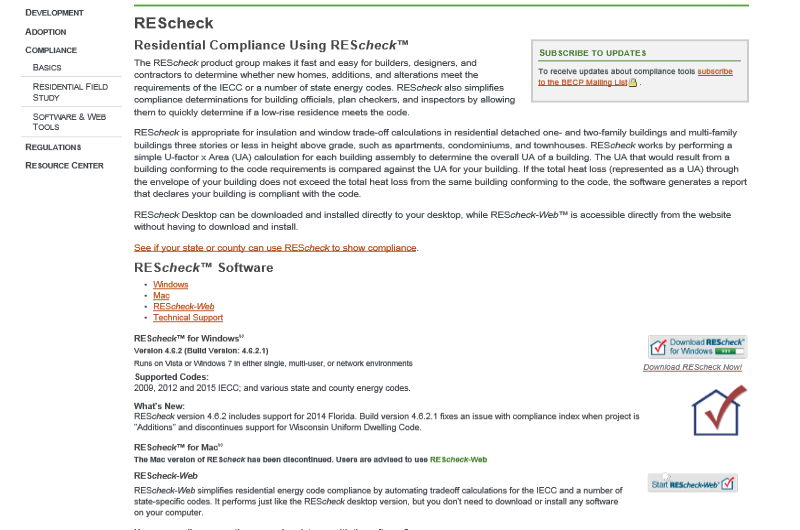 DEVELOPMENT
ADOPTION
COMPLIANCE
BASICS
RESIDENTIAL FIELD
STUDY
SOFTWARE & WEB
TOOLS
REGULATIONS
RESOURCE CENTER
REScheck
Residential Compliance Using REScheck™
The REScheck product group makes it fast and easy for builders, designers, and
contractors to determine whether new homes, additions, and alterations meet the
requirements of the IECC or a number of state energy codes. REScheck also simplifies
compliance determinations for building officials, plan checkers, and inspectors by allowing
them to quickly determine if a low-rise residence meets the code.
SUBSCRIBE TO UPDATES
To receive updates about compliance tools subscribe
to the BECP Mailing List .
REScheck is appropriate for insulation and window trade-off calculations in residential detached one- and two-family buildings and multi-family
buildings three stories or less in height above grade, such as apartments, condominiums, and townhouses. REScheck works by performing a
simple U-factor x Area (UA) calculation for each building assembly to determine the overall UA of a building. The UA that would result from a
building conforming to the code requirements is compared against the UA for your building. If the total heat loss (represented as a UA) through
the envelope of your building does not exceed the total heat loss from the same building conforming to the code, the software generates a report
that declares your building is compliant with the code.
REScheck Desktop can be downloaded and installed directly to your desktop, while REScheck-Web™ is accessible directly from the website
without having to download and install.
See if your state or county can use REScheck to show compliance.
REScheck™ Software
• Windows
• Mac
• REScheck-Web
• Technical Support
REScheck™ for Windows
Version 4.6.2 (Build Version: 4.6.2.1)
Runs on Vista or Windows 7 in either single, multi-user, or network environments
Supported Codes:
2009, 2012 and 2015 IECC; and various state and county energy codes.
Download REScheck
for Windows
Download REScheck Now!
What's New:
REScheck version 4.6.2 includes support for 2014 Florida. Build version 4.6.2.1 fixes an issue with compliance index when project is
"Additions" and discontinues support for Wisconsin Uniform Dwelling Code.
REScheck™ for Mac
The Mac version of REScheck has been discontinued. Users are advised to use REScheck-Web
REScheck-Web
REScheck-Web simplifies residential energy code compliance by automating tradeoff calculations for the IECC and a number of
state-specific codes. It performs just like the REScheck desktop version, but you don't need to download or install any software
on your computer.
Start REScheck-Web